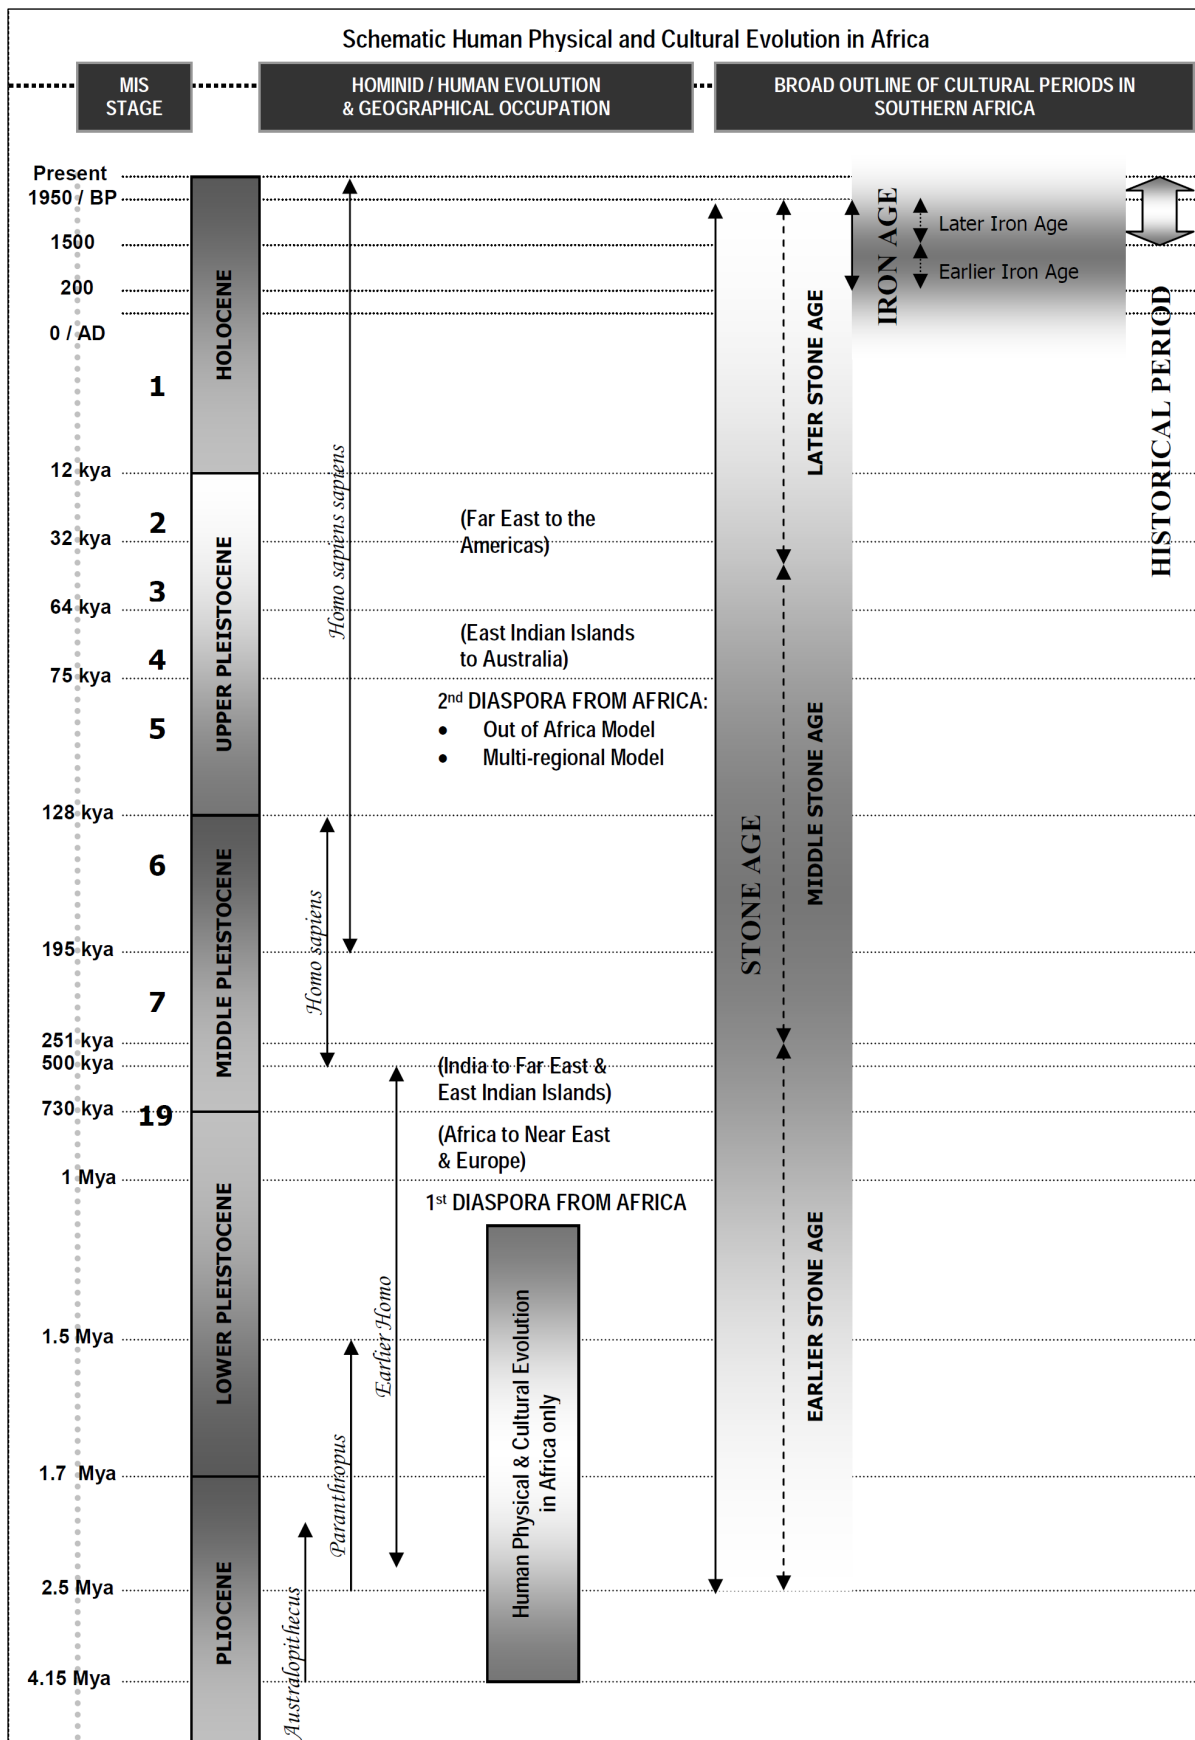 Schematic Human Physical and Cultural Evolution in Africa
MIS
STAGE
HOMINID / HUMAN EVOLUTION
& GEOGRAPHICAL OCCUPATION
BROAD OUTLINE OF CULTURAL PERIODS IN
SOUTHERN AFRICA
Present
1950 / BP
1500
200
0 / AD
12 kya
32 kya
64 kya
75 kya
128 kya
195 kya
251 kya
500 kya
730 kya
1 Mya
1.5 Mya
1.7 Mya
2.5 Mya
4.15 Mya
1
2
3
4
5
6
7
19
HOLOCENE
UPPER PLEISTOCENE
MIDDLE PLEISTOCENE
LOWER PLEISTOCENE
PLIOCENE
Homo sapiens sapiens
Homo sapiens
Earlier Homo
Paranthropus
Australopithecus
(Far East to the
Americas)
(East Indian Islands
to Australia)
2nd DIASPORA FROM AFRICA:
• Out of Africa Model
• Multi-regional Model
(India to Far East &
East Indian Islands)
(Africa to Near East
& Europe)
1st DIASPORA FROM AFRICA
Human Physical & Cultural Evolution
in Africa only
STONE AGE
LATER STONE AGE
MIDDLE STONE AGE
EARLIER STONE AGE
IRON AGE
Later Iron Age
Earlier Iron Age
HISTORICAL PERIOD